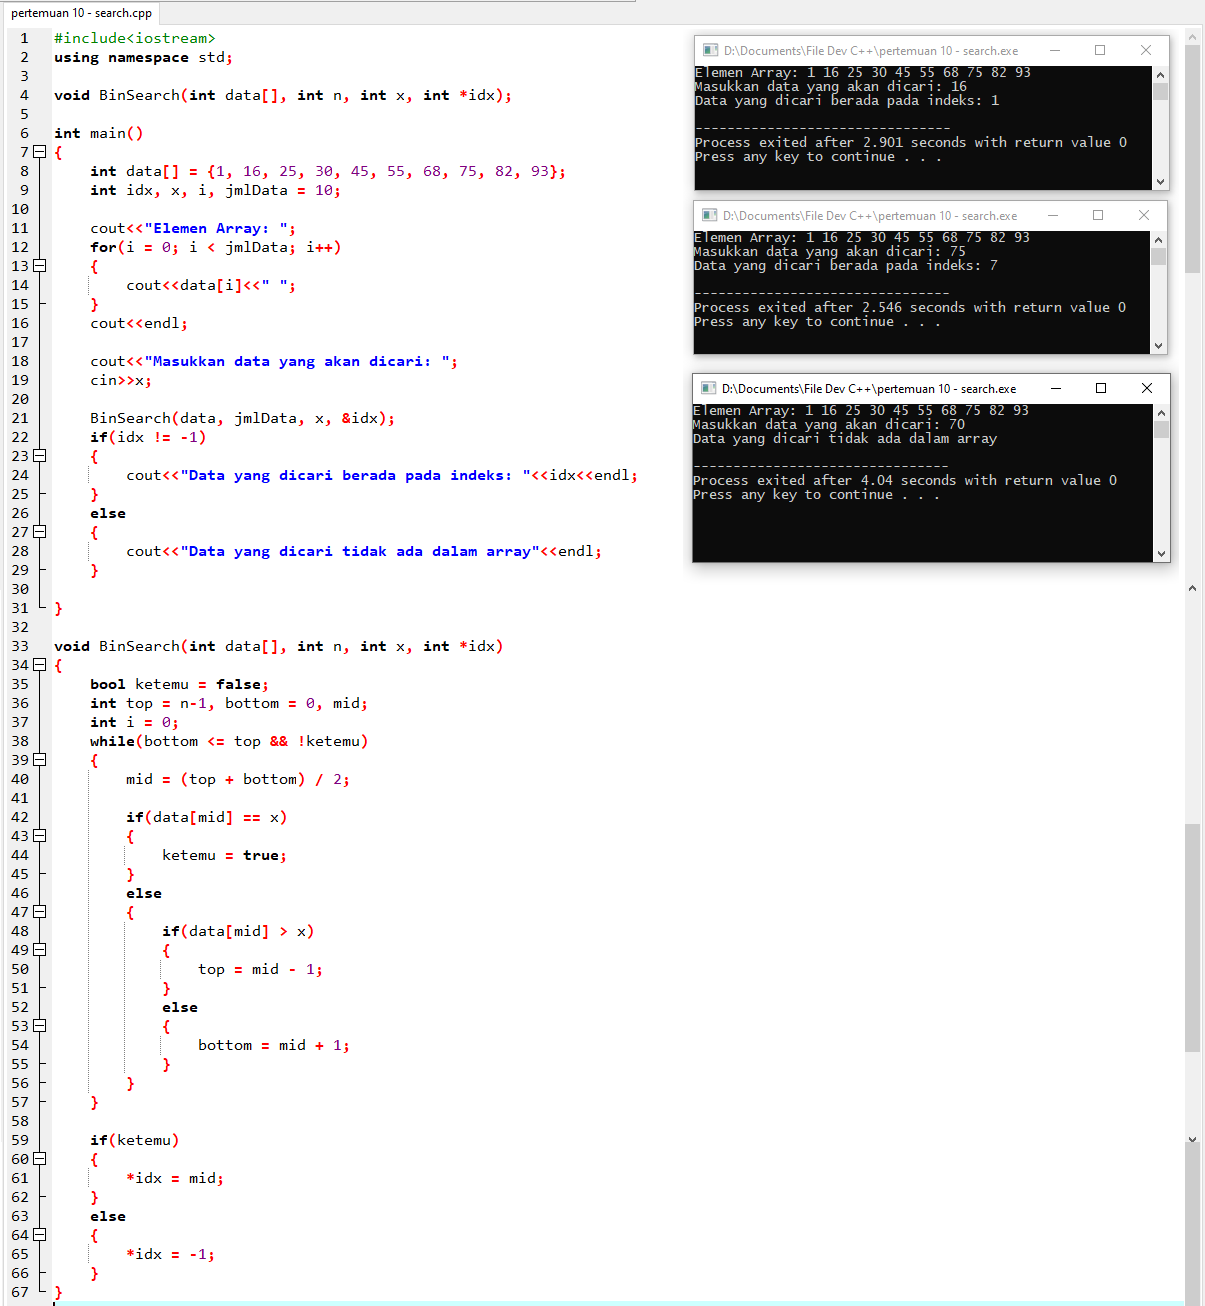 pertemuan 10 - search.cpp
1 #include<iostream>
2 using namespace std;
3
4 void BinSearch(int data[], int n, int x, int *idx);
5
6 int main()
7 {
8 int data[] = {1, 16, 25, 30, 45, 55, 68, 75, 82, 93};
9 int idx, x, i, jmlData = 10;
10
11 cout<<"Elemen Array: ";
12 for(i = 0; i < jmlData; i++)
13 {
14 cout<<data[i]<<" ";
15 }
16 cout<<endl;
17
18 cout<<"Masukkan data yang akan dicari: ";
19 cin>>x;
20
21 BinSearch(data, jmlData, x, &idx);
22 if(idx != -1)
23 {
24 cout<<"Data yang dicari berada pada indeks: "<<idx<<endl;
25 }
26 else
27 {
28 cout<<"Data yang dicari tidak ada dalam array"<<endl;
29 }
30
31 }
32
33 void BinSearch(int data[], int n, int x, int *idx)
34 {
35 bool ketemu = false;
36 int top = n-1, bottom = 0, mid;
37 int i = 0;
38 while(bottom <= top && !ketemu)
39 {
40 mid = (top + bottom) / 2;
41
42 if(data[mid] == x)
43 {
44 ketemu = true;
45 }
46 else
47 {
48 if(data[mid] > x)
49 {
50 top = mid - 1;
51 }
52 else
53 {
54 bottom = mid + 1;
55 }
56 }
57 }
58
59 if(ketemu)
60 {
61 *idx = mid;
62 }
63 else
64 {
65 *idx = -1;
66 }
67 }
D:\Documents\File Dev C++\pertemuan 10 - search.exe
Elemen Array: 1 16 25 30 45 55 68 75 82 93
Masukkan data yang akan dicari: 16
Data yang dicari berada pada indeks: 1
--------------------------------
Process exited after 2.901 seconds with return value 0
Press any key to continue . . .
D:\Documents\File Dev C++\pertemuan 10 - search.exe
Elemen Array: 1 16 25 30 45 55 68 75 82 93
Masukkan data yang akan dicari: 75
Data yang dicari berada pada indeks: 7
--------------------------------
Process exited after 2.546 seconds with return value 0
Press any key to continue . . .
D:\Documents\File Dev C++\pertemuan 10 - search.exe
Elemen Array: 1 16 25 30 45 55 68 75 82 93
Masukkan data yang akan dicari: 70
Data yang dicari tidak ada dalam array
--------------------------------
Process exited after 4.04 seconds with return value 0
Press any key to continue . . .